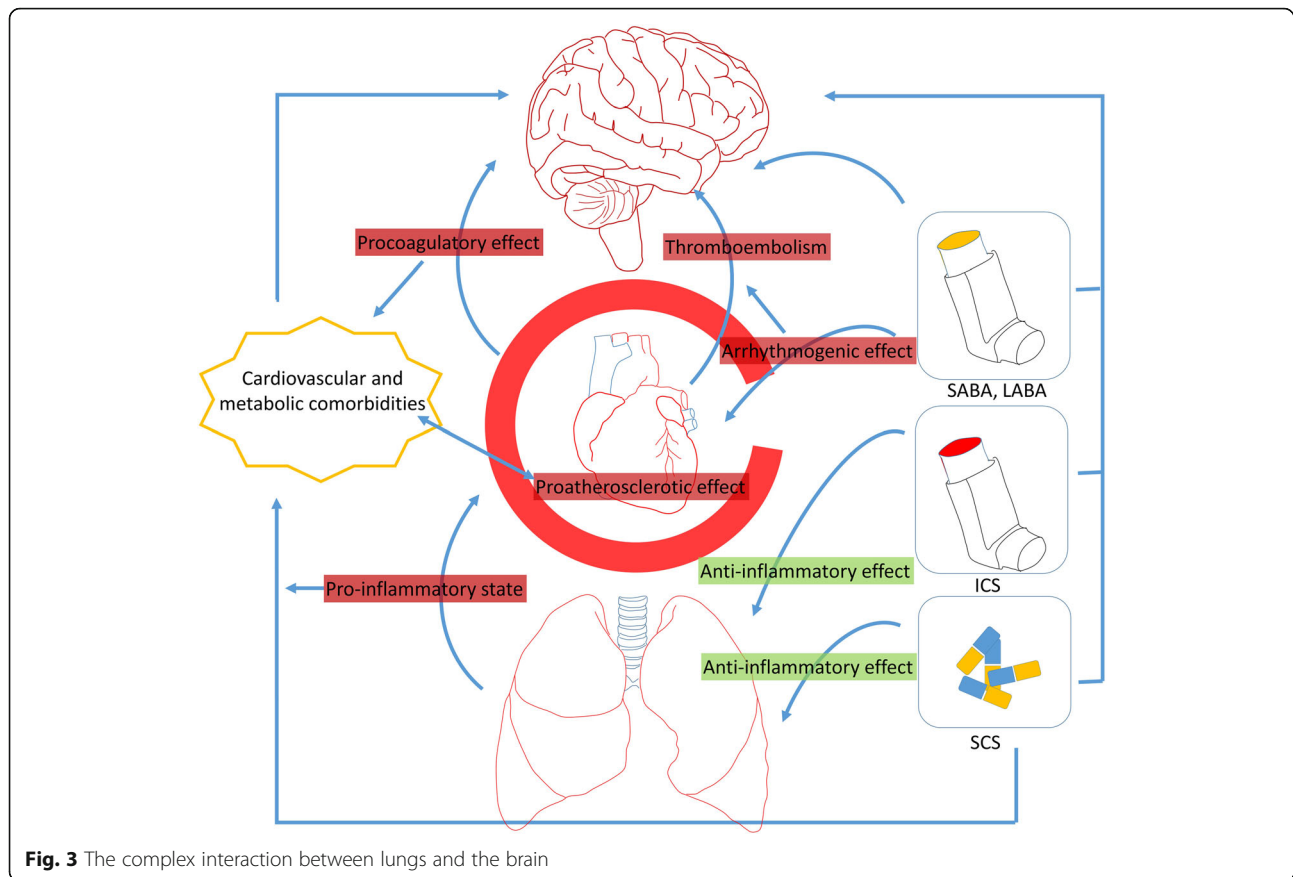 Procoagulatory effect
Thromboembolism
Arrhythmogenic effect
SABA, LABA
Cardiovascular and
metabolic comorbidities
Proatherosclerotic effect
Anti-inflammatory effect
ICS
Pro-inflammatory state
Anti-inflammatory effect
SCS
Fig. 3 The complex interaction between lungs and the brain